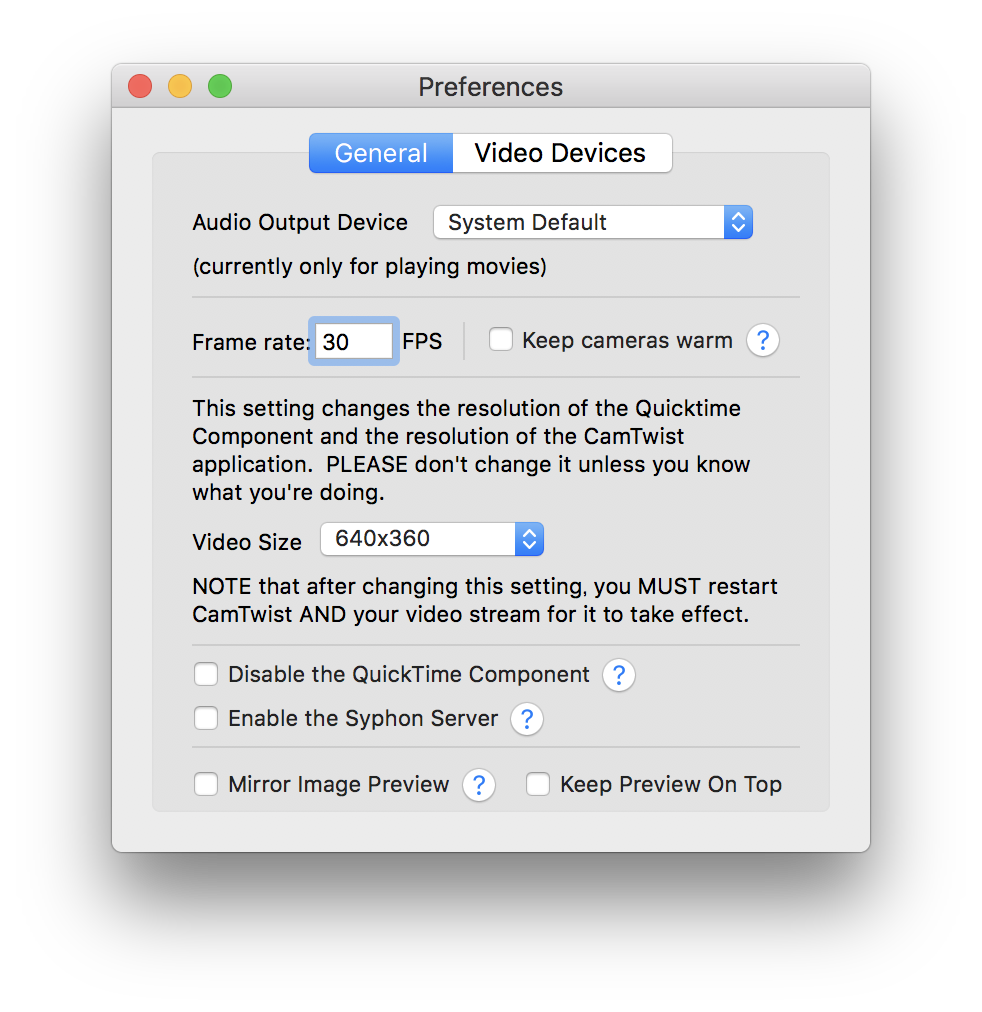 Preferences
General Video Devices
Audio Output Device System Default
(currently only for playing movies)
Frame rate: 30 FPS Keep cameras warm ?
This setting changes the resolution of the Quicktime
Component and the resolution of the CamTwist
application.  PLEASE don't change it unless you know
what you're doing.
Video Size 640x360
NOTE that after changing this setting, you MUST restart
CamTwist AND your video stream for it to take effect.
Disable the QuickTime Component ?
Enable the Syphon Server ?
Mirror Image Preview ? Keep Preview On Top